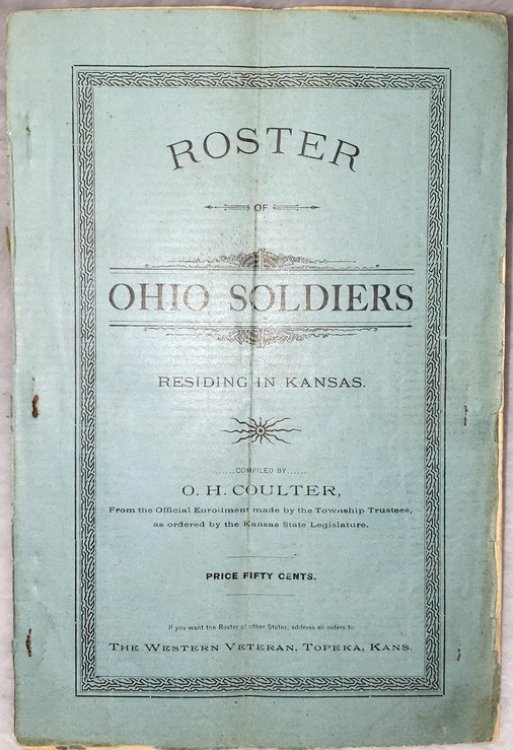 ROSTER
OF
OHIO SOLDIERS
RESIDING IN KANSAS.
......COMPILED BY......
O. H. COULTER,
From the Official Enrollment made by the Township Trustees,
as ordered by the Kansas State Legislature.
PRICE FIFTY CENTS.
If you want the Roster of other States, address all orders to
THE WESTERN VETERAN, TOPEKA, KANS.